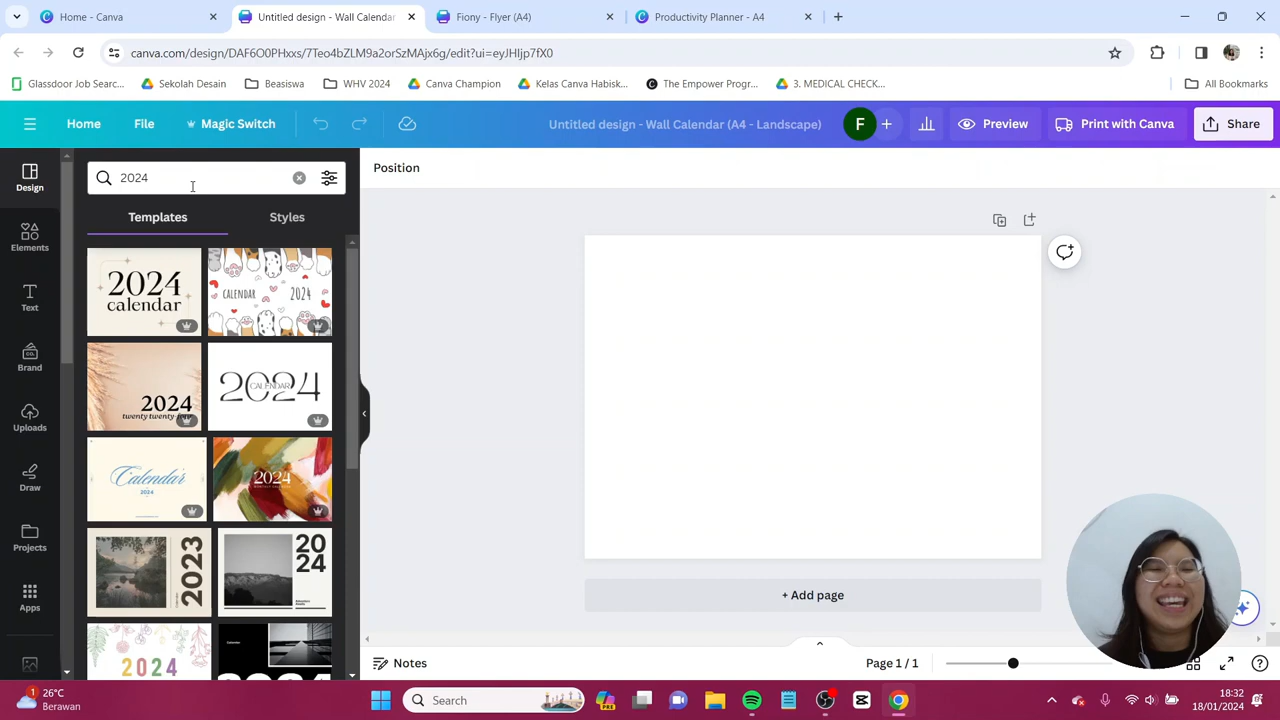 Home - Canva
Untitled design - Wall Calendar
Fiony - Flyer (A4)
Productivity Planner - A4
canva.com/design/DAF6O0PHxxs/7Teo4bZLM9a2orSzMAjx6g/edit?ui=eyJHIjp7fX0
Glassdoor Job Searc...
Sekolah Desain
Beasiswa
WHV 2024
Canva Champion
Kelas Canva Habisk...
The Empower Progr...
3. MEDICAL CHECK...
All Bookmarks
Home
File
Magic Switch
Untitled design - Wall Calendar (A4 - Landscape)
F
Preview
Print with Canva
Share
Design
Elements
Text
Brand
Uploads
Draw
Projects
Apps
2024
Templates
Styles
2024
calendar
CALENDAR 2024
2024
twenty twenty-four
2024
CALENDAR
Calendar
2024
2024
2023
20
24
2024
Position
+ Add page
Notes
Page 1 / 1
1
26°C
Berawan
Search
PRE
18:32
18/01/2024